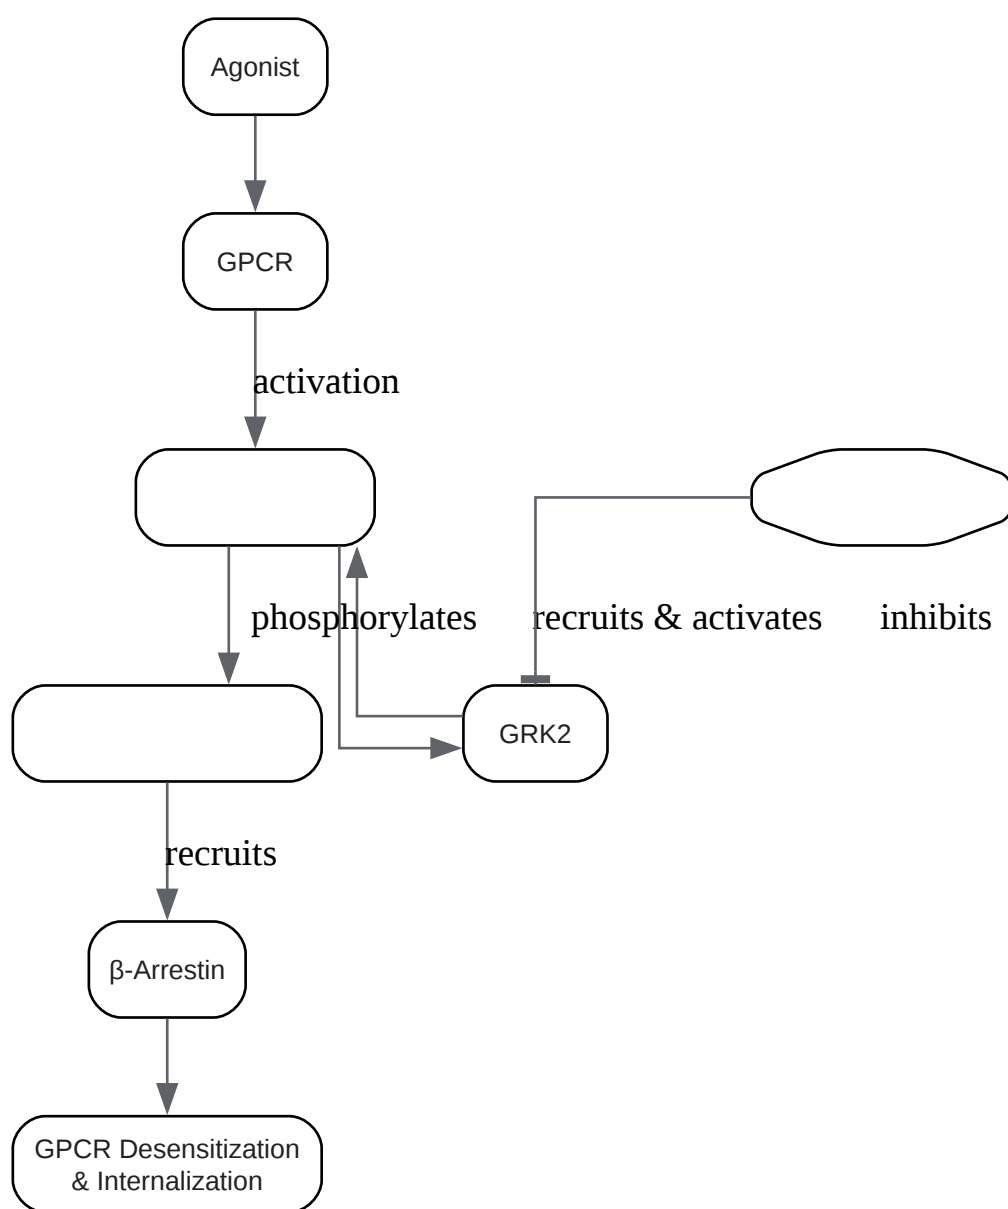 Agonist
GPCR
activation
phosphorylates
recruits & activates
inhibits
GRK2
recruits
β-Arrestin
GPCR Desensitization
& Internalization